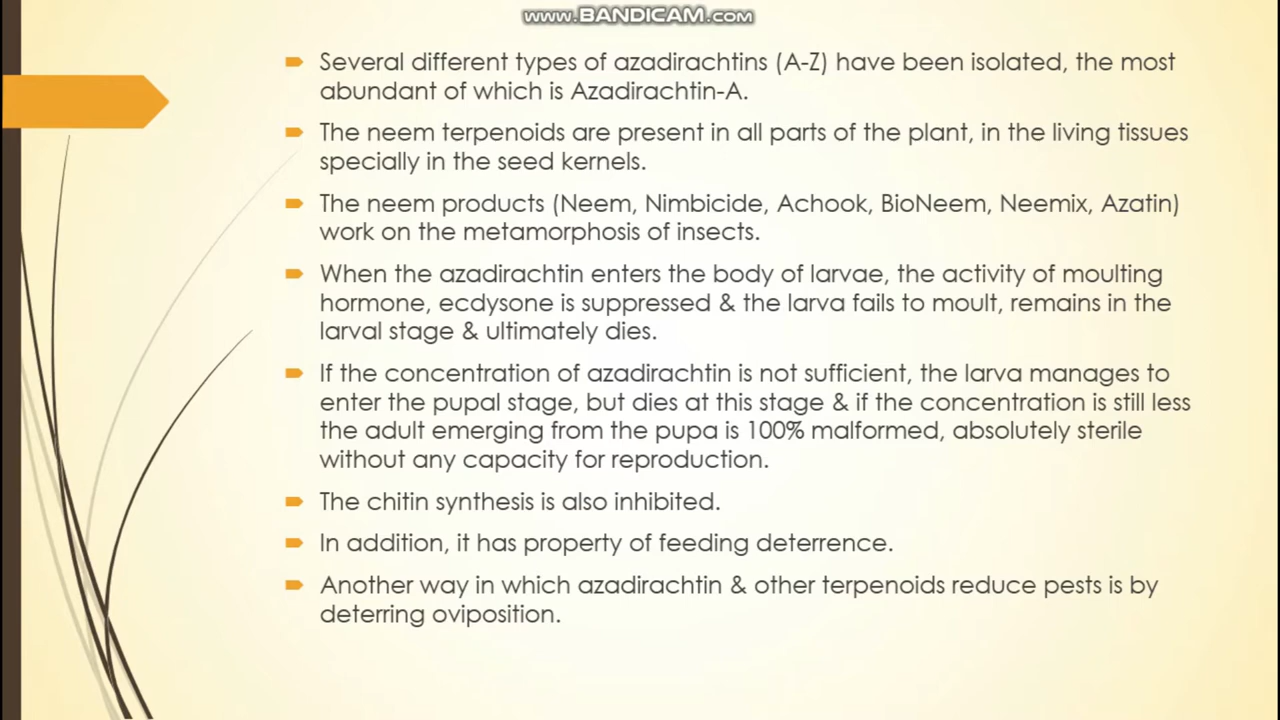 www.BANDICAM.com
Several different types of azadirachtins (A-Z) have been isolated, the most
abundant of which is Azadirachtin-A.
The neem terpenoids are present in all parts of the plant, in the living tissues
specially in the seed kernels.
The neem products (Neem, Nimbicide, Achook, BioNeem, Neemix, Azatin)
work on the metamorphosis of insects.
When the azadirachtin enters the body of larvae, the activity of moulting
hormone, ecdysone is suppressed & the larva fails to moult, remains in the
larval stage & ultimately dies.
If the concentration of azadirachtin is not sufficient, the larva manages to
enter the pupal stage, but dies at this stage & if the concentration is still less
the adult emerging from the pupa is 100% malformed, absolutely sterile
without any capacity for reproduction.
The chitin synthesis is also inhibited.
In addition, it has property of feeding deterrence.
Another way in which azadirachtin & other terpenoids reduce pests is by
deterring oviposition.